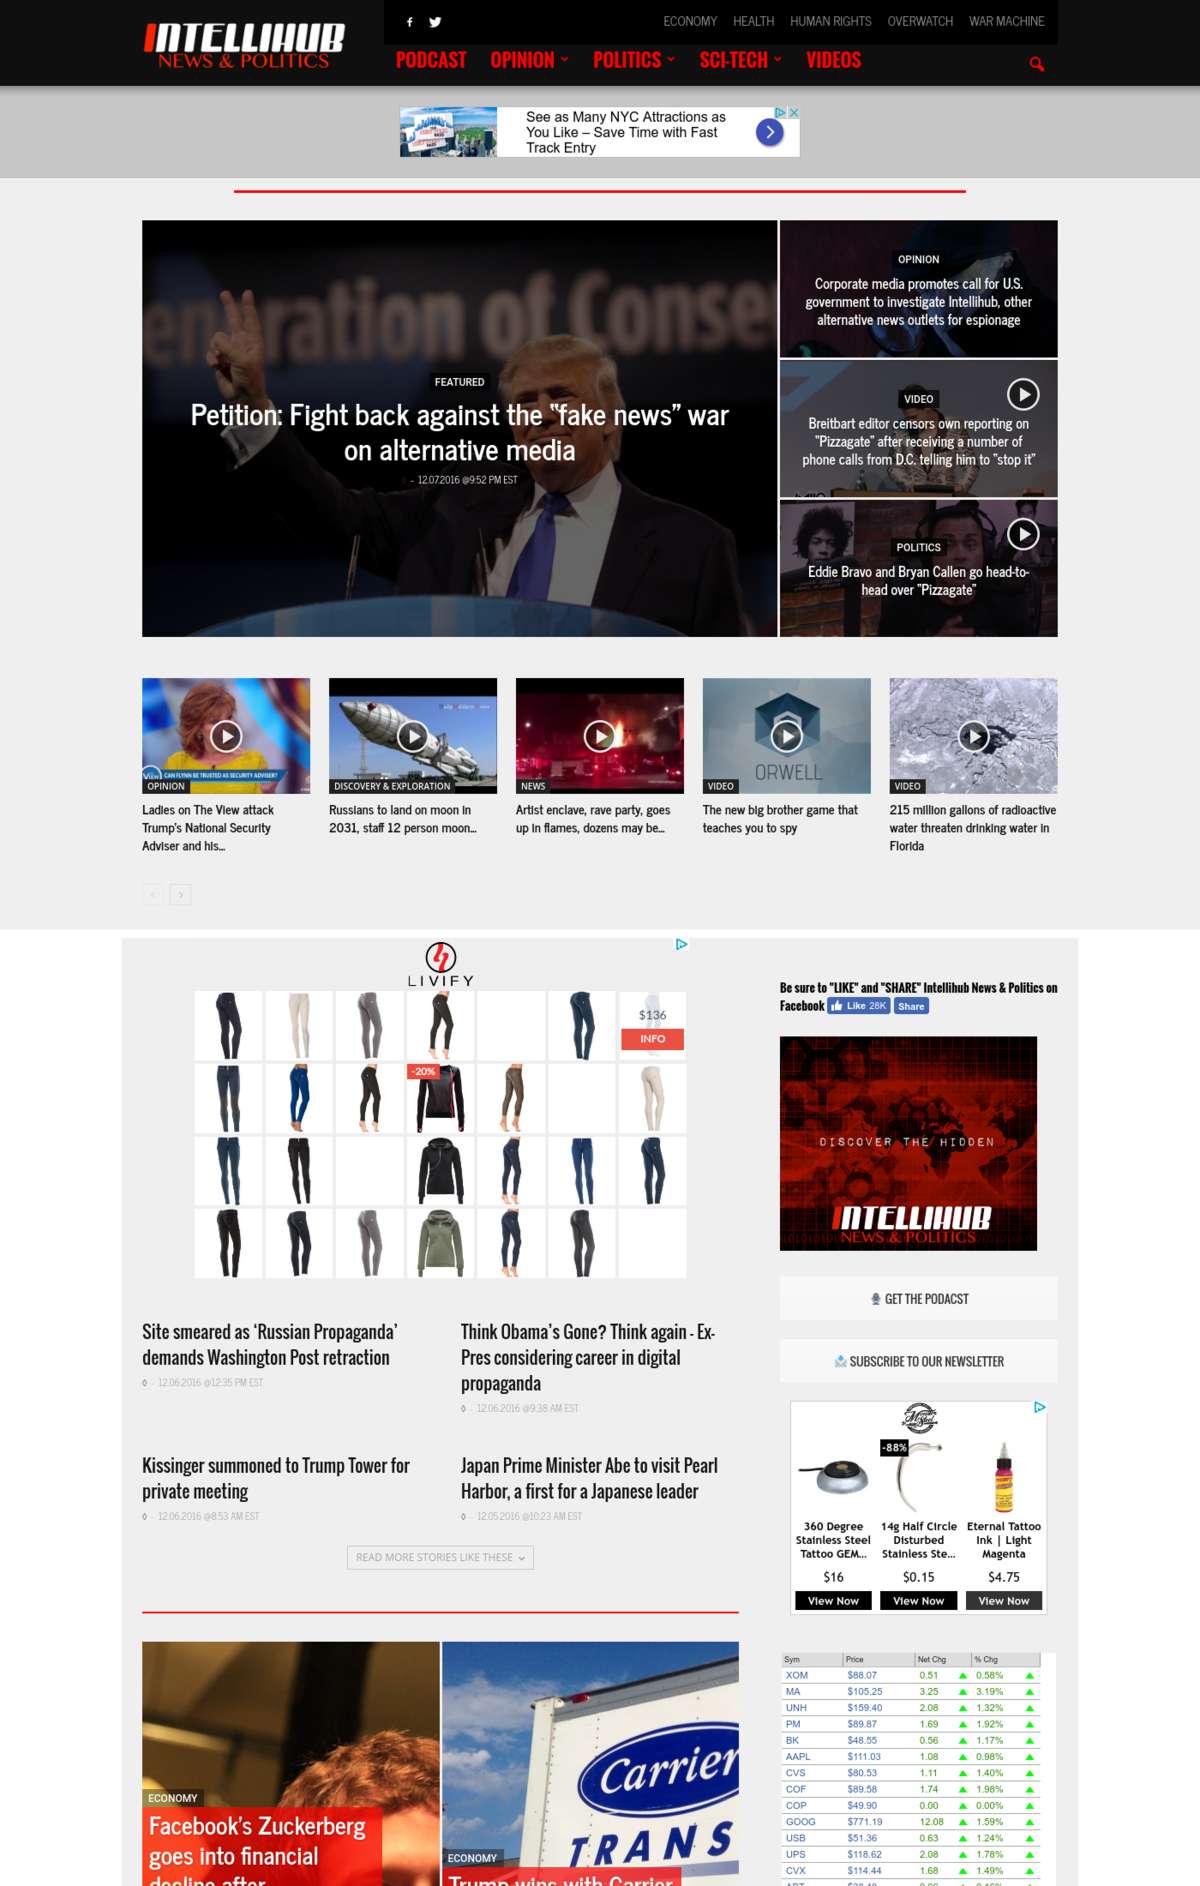 INTELLIHUB
NEWS & POLITICS
ECONOMY HEALTH HUMAN RIGHTS OVERWATCH WAR MACHINE
PODCAST OPINION POLITICS SCI-TECH VIDEOS
See as Many NYC Attractions as
You Like – Save Time with Fast
Track Entry
eneration of Conse
FEATURED
Petition: Fight back against the “fake news” war
on alternative media
- 12.07.2016 @9:52 PM EST
OPINION
Corporate media promotes call for U.S.
government to investigate Intellihub, other
alternative news outlets for espionage
VIDEO
Breitbart editor censors own reporting on
"Pizzagate" after receiving a number of
phone calls from D.C. telling him to "stop it"
POLITICS
Eddie Bravo and Bryan Callen go head-to-
head over "Pizzagate"
View CAN FLYNN BE TRUSTED AS SECURITY ADVISER?
OPINION
Ladies on The View attack
Trump's National Security
Adviser and his...
DISCOVERY & EXPLORATION
Russians to land on moon in
2031, staff 12 person moon...
NEWS
Artist enclave, rave party, goes
up in flames, dozens may be...
ORWELL
VIDEO
The new big brother game that
teaches you to spy
VIDEO
215 million gallons of radioactive
water threaten drinking water in
Florida
LIVIFY
$136
INFO
-20%
Be sure to "LIKE" and "SHARE" Intellihub News & Politics on
Facebook Like 28K Share
DISCOVER THE HIDDEN
INTELLIHUB
NEWS & POLITICS
GET THE PODACST
SUBSCRIBE TO OUR NEWSLETTER
Site smeared as ‘Russian Propaganda’
demands Washington Post retraction
0 - 12.06.2016 @12:35 PM EST
Think Obama’s Gone? Think again - Ex-
Pres considering career in digital
propaganda
0 - 12.06.2016 @9:38 AM EST
Kissinger summoned to Trump Tower for
private meeting
0 - 12.06.2016 @8:53 AM EST
Japan Prime Minister Abe to visit Pearl
Harbor, a first for a Japanese leader
0 - 12.05.2016 @10:23 AM EST
READ MORE STORIES LIKE THESE
-88%
360 Degree
Stainless Steel
Tattoo GEM...
$16
View Now
14g Half Circle
Disturbed
Stainless Ste...
$0.15
View Now
Eternal Tattoo
Ink | Light
Magenta
$4.75
View Now
Carrier
TRANS
ECONOMY
Facebook's Zuckerberg
goes into financial
decline after
ECONOMY
Trump wins with Carrier
Sym Price Net Chg % Chg
XOM $88.07 0.51 0.58%
MA $105.25 3.25 3.19%
UNH $159.40 2.08 1.32%
PM $89.87 1.69 1.92%
BK $48.55 0.56 1.17%
AAPL $111.03 1.08 0.98%
CVS $80.53 1.11 1.40%
COF $89.58 1.74 1.98%
COP $49.90 0.00 0.00%
GOOG $771.19 12.08 1.59%
USB $51.36 0.63 1.24%
UPS $118.62 2.08 1.78%
CVX $114.44 1.68 1.49%